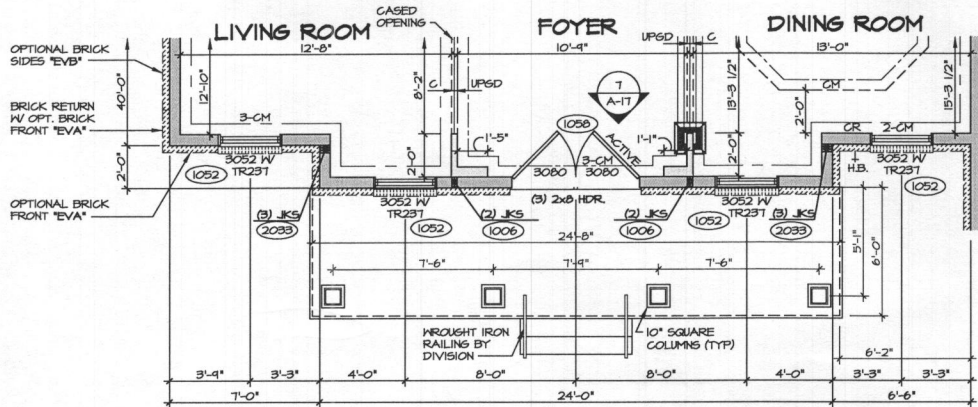 CASED
OPENING
LIVING ROOM
FOYER
DINING ROOM
OPTIONAL BRICK
SIDES "EVB"
12'-8"
UPGD
C
10'-9"
UPGD
C
13'-0"
40'-0"
12'-10"
8'-2"
7
A-17
13'-3 1/2"
CM
2'-0"
15'-3 1/2"
BRICK RETURN
W/ OPT. BRICK
FRONT "EVA"
3-CM
1058
ACTIVE
1'-5"
1'-1"
3-CM
3080
3080
CR
2-CM
2'-0"
2'-0"
2'-0"
3052 W/
TR237
1052
3052 W/
TR237
1052
H.B.
OPTIONAL BRICK
FRONT "EVA"
3052 W/
TR237
1052
(3) 2x8 HDR.
3052 W/
TR237
1052
(3) JKS
2033
(2) JKS
1006
(2) JKS
1006
(3) JKS
2033
24'-8"
5'-1"
6'-0"
7'-6"
7'-9"
7'-6"
WROUGHT IRON
RAILING BY
DIVISION
10" SQUARE
COLUMNS (TYP)
6'-2"
3'-9"
3'-3"
4'-0"
8'-0"
8'-0"
4'-0"
3'-3"
3'-3"
7'-0"
24'-0"
6'-6"